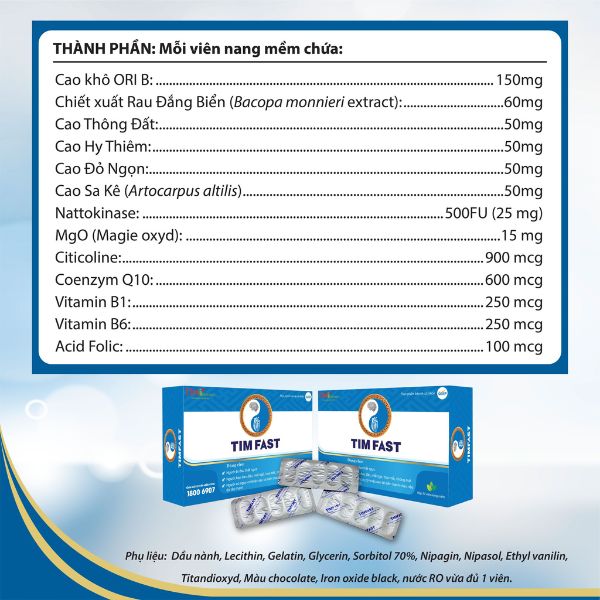 THÀNH PHẦN: Mỗi viên nang mềm chứa:
Cao khô ORI B: 150mg
Chiết xuất Rau Đắng Biển (Bacopa monnieri extract): 60mg
Cao Thông Đất: 50mg
Cao Hy Thiêm: 50mg
Cao Đỏ Ngọn: 50mg
Cao Sa Kê (Artocarpus altilis) 50mg
Nattokinase: 500FU (25 mg)
MgO (Magie oxyd): 15 mg
Citicoline: 900 mcg
Coenzym Q10: 600 mcg
Vitamin B1: 250 mcg
Vitamin B6: 250 mcg
Acid Folic: 100 mcg
TIM FAST
TIM FAST
TIMFAST
TIMFAST
1800 6907
Phụ liệu: Dầu nành, Lecithin, Gelatin, Glycerin, Sorbitol 70%, Nipagin, Nipasol, Ethyl vanilin,
Titandioxyd, Màu chocolate, Iron oxide black, nước RO vừa đủ 1 viên.